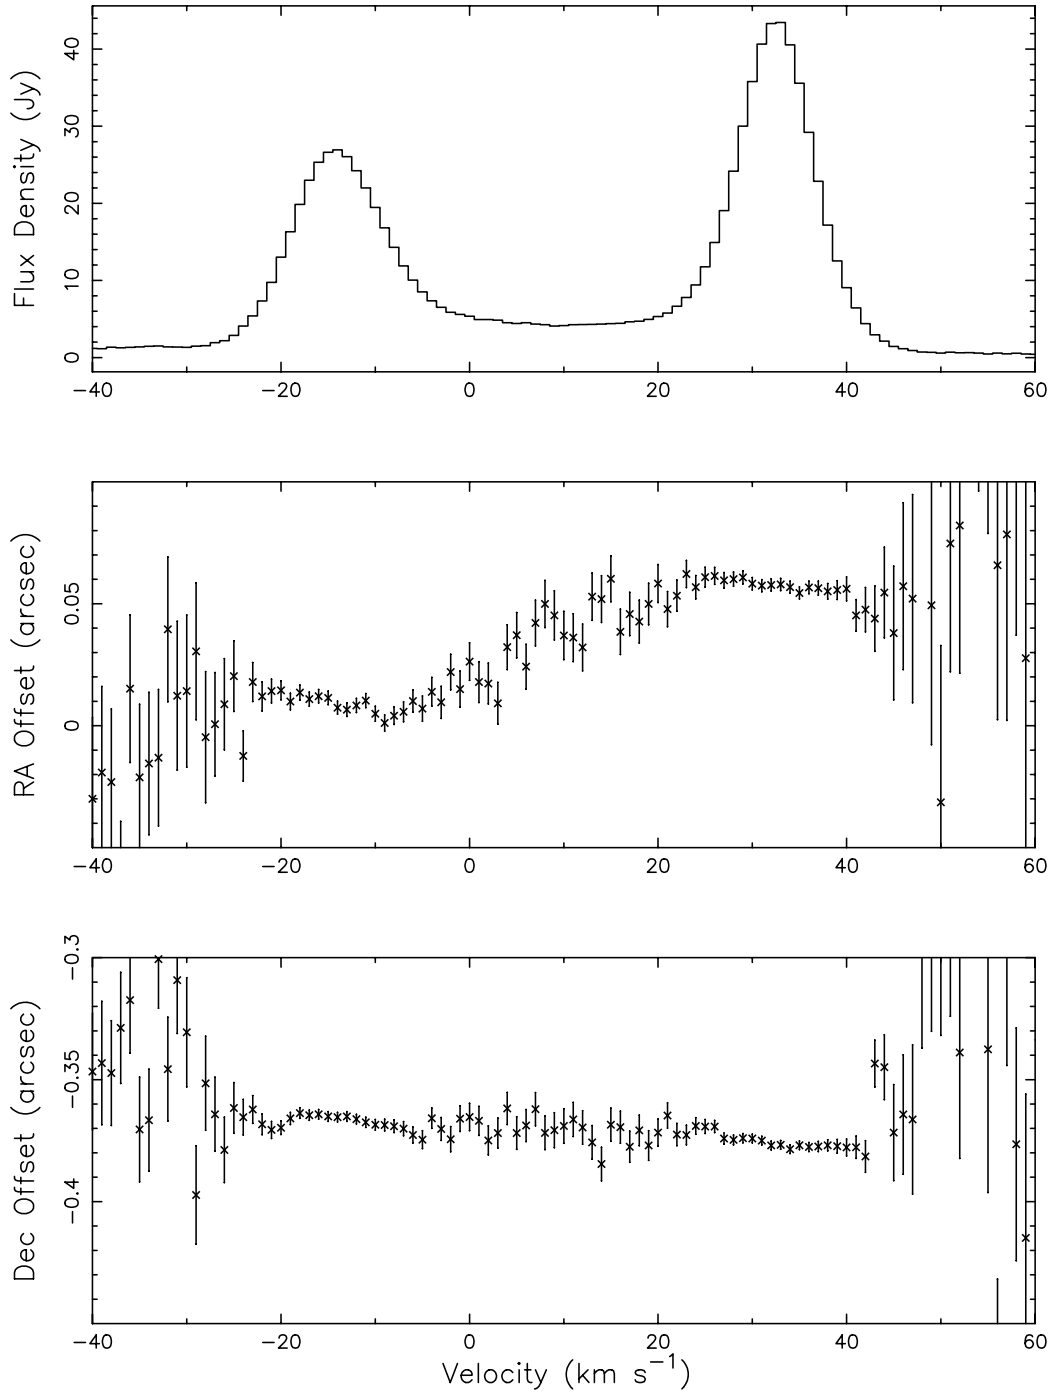 Flux Density (Jy)
40
30
20
10
0
−40 −20 0 20 40 60
RA Offset (arcsec)
0.05
0
−40 −20 0 20 40 60
Dec Offset (arcsec)
−0.3
−0.35
−0.4
−40 −20 0 20 40 60
Velocity (km s⁻¹)